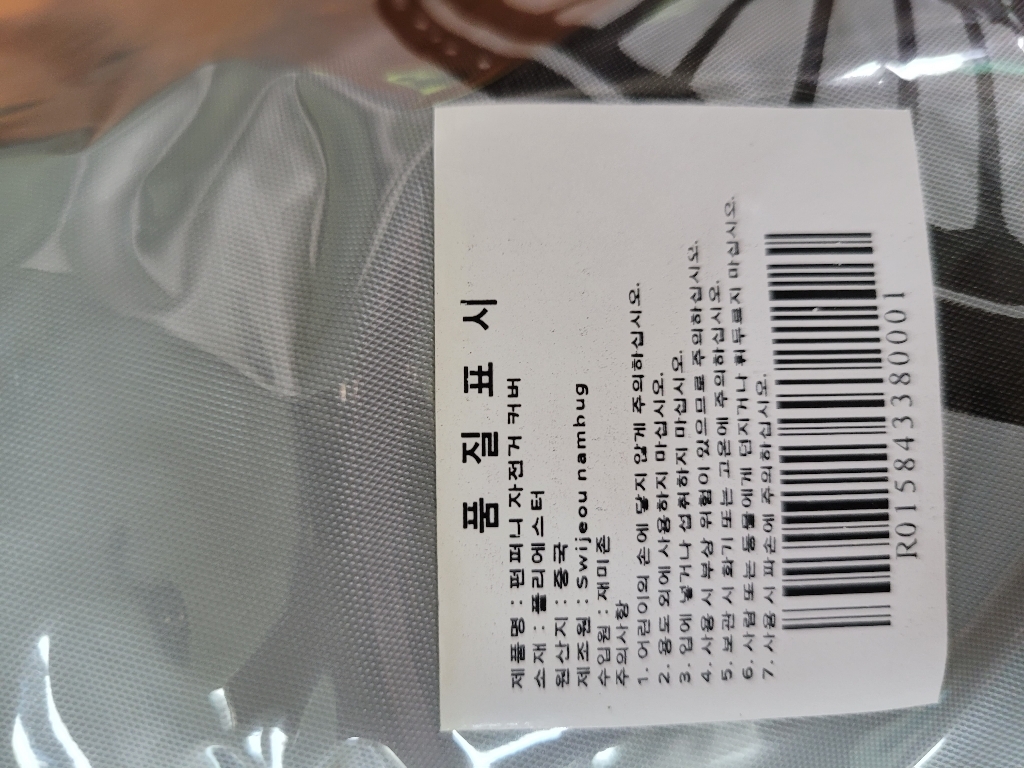 품 질 표 시
제품명 : 펀퍼니 자전거 커버
소재 : 폴리에스터
원산지 : 중국
제조원 : Swijeou nambug
수입원 : 재미존
주의사항
1. 어린이의 손에 닿지 않게 주의하십시오.
2. 용도 외에 사용하지 마십시오.
3. 입에 넣거나 섭취하지 마십시오.
4. 사용 시 부상 위험이 있으므로 주의하십시오.
5. 보관 시 화기 또는 고온에 주의하십시오.
6. 사람 또는 동물에게 던지거나 휘두르지 마십시오.
7. 사용 시 파손에 주의하십시오.
R015843380001